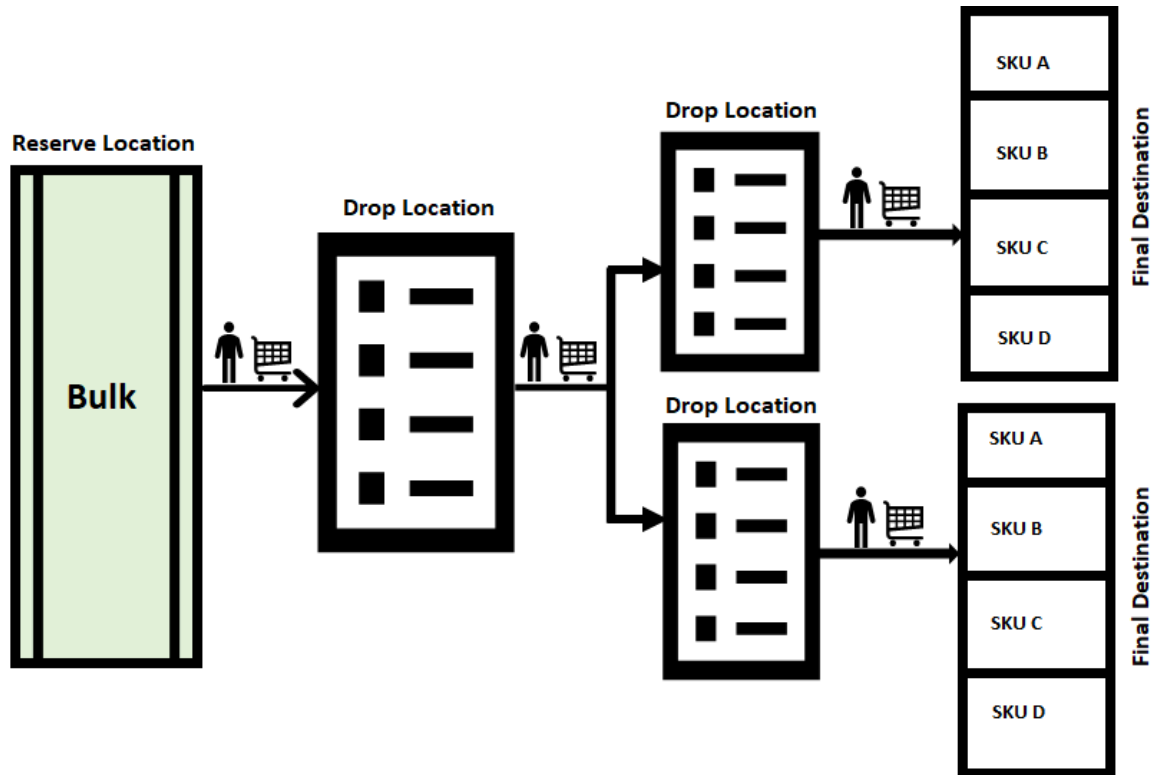 Reserve Location
Bulk
Drop Location
Drop Location
SKU A
SKU B
SKU C
SKU D
Final Destination
Drop Location
SKU A
SKU B
SKU C
SKU D
Final Destination